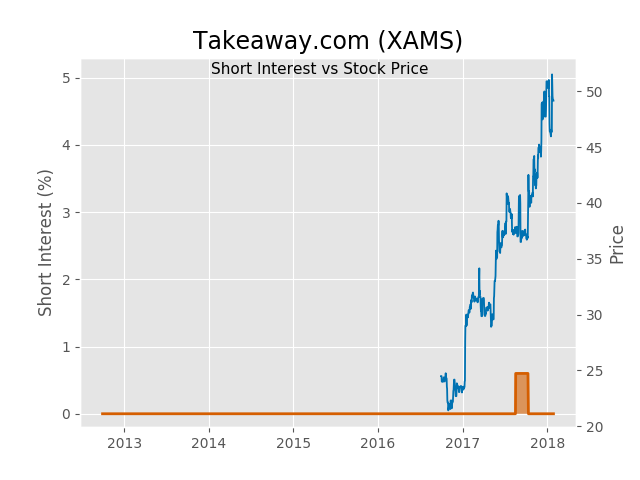 Takeaway.com (XAMS)
Short Interest vs Stock Price
Short Interest (%)
5
4
3
2
1
0
50
45
40
35
30
25
20
Price
2013 2014 2015 2016 2017 2018